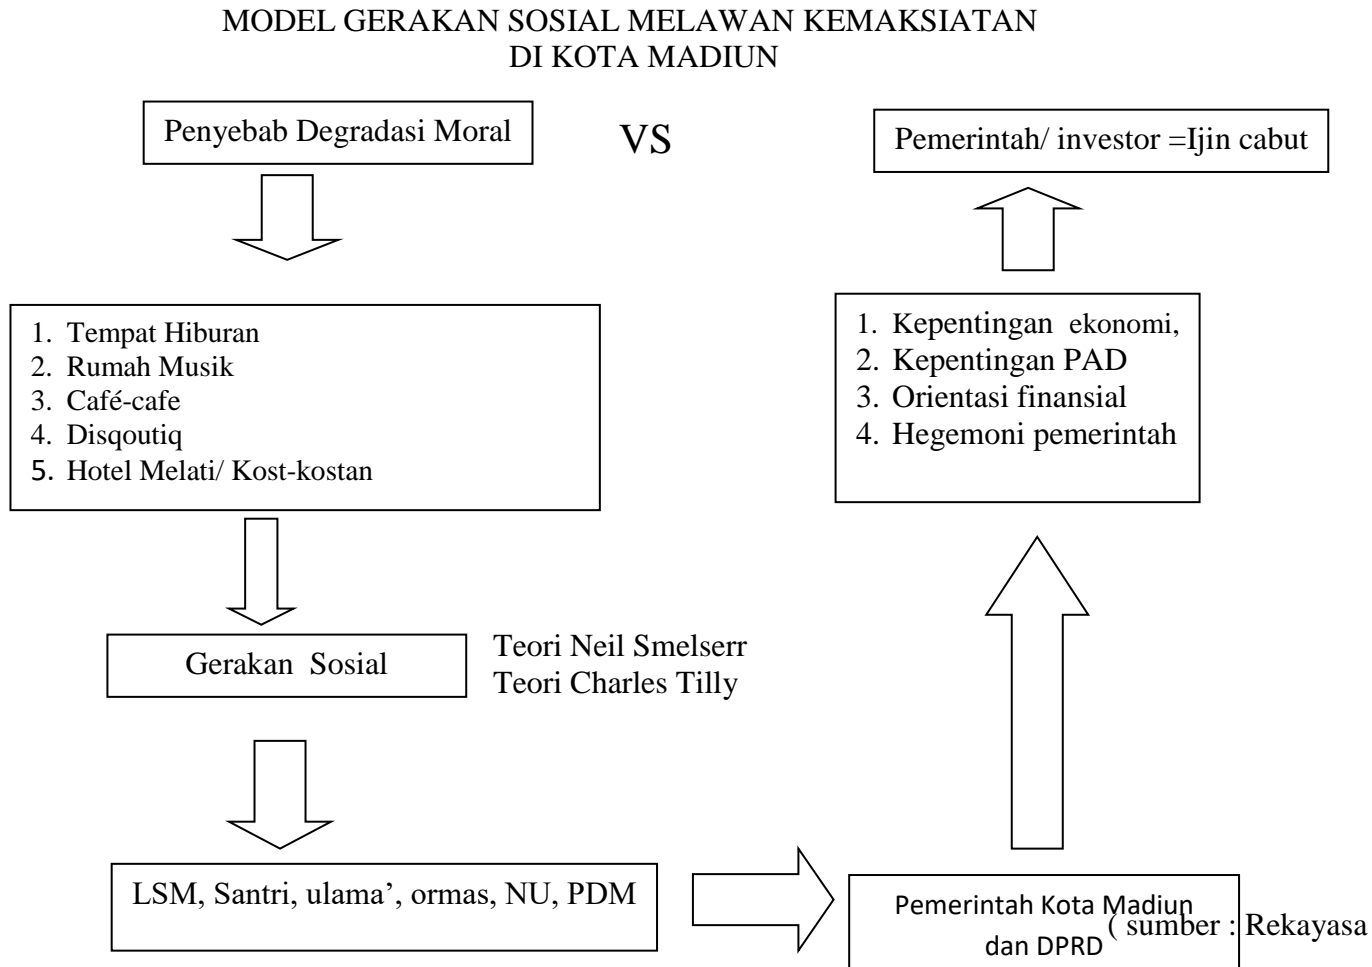 MODEL GERAKAN SOSIAL MELAWAN KEMAKSIATAN
DI KOTA MADIUN
Penyebab Degradasi Moral
VS
Pemerintah/ investor =Ijin cabut
1. Tempat Hiburan
2. Rumah Musik
3. Café-cafe
4. Disqoutiq
5. Hotel Melati/ Kost-kostan
1. Kepentingan ekonomi,
2. Kepentingan PAD
3. Orientasi finansial
4. Hegemoni pemerintah
Gerakan Sosial
Teori Neil Smelserr
Teori Charles Tilly
LSM, Santri, ulama’, ormas, NU, PDM
Pemerintah Kota Madiun
dan DPRD
( sumber : Rekayasa